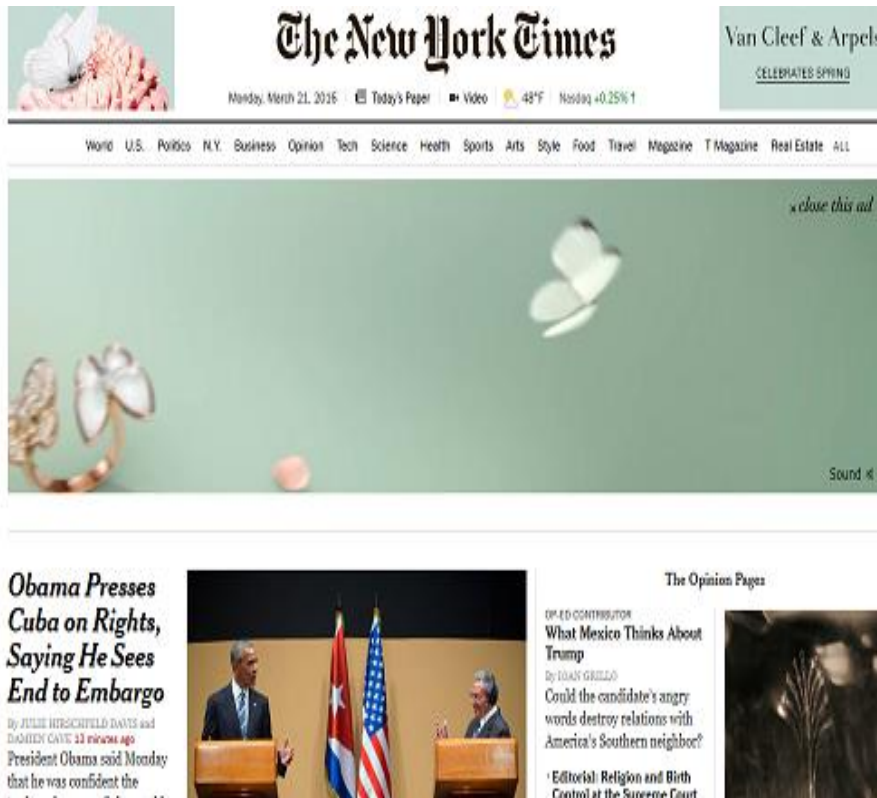 The New York Times
Van Cleef & Arpels
CELEBRATES SPRING
Monday, March 21, 2016 Today's Paper Video 48°F Nasdaq +0.25% ↑
World U.S. Politics N.Y. Business Opinion Tech Science Health Sports Arts Style Food Travel Magazine T Magazine Real Estate ALL
× close this ad
Sound
Obama Presses
Cuba on Rights,
Saying He Sees
End to Embargo
By JULIE HIRSCHFELD DAVIS and
DAMIEN CAVE 13 minutes ago
President Obama said Monday
that he was confident the
The Opinion Pages
OP-ED CONTRIBUTOR
What Mexico Thinks About
Trump
By IOAN GRILLO
Could the candidate's angry
words destroy relations with
America's Southern neighbor?
• Editorial: Religion and Birth
Control at the Supreme Court